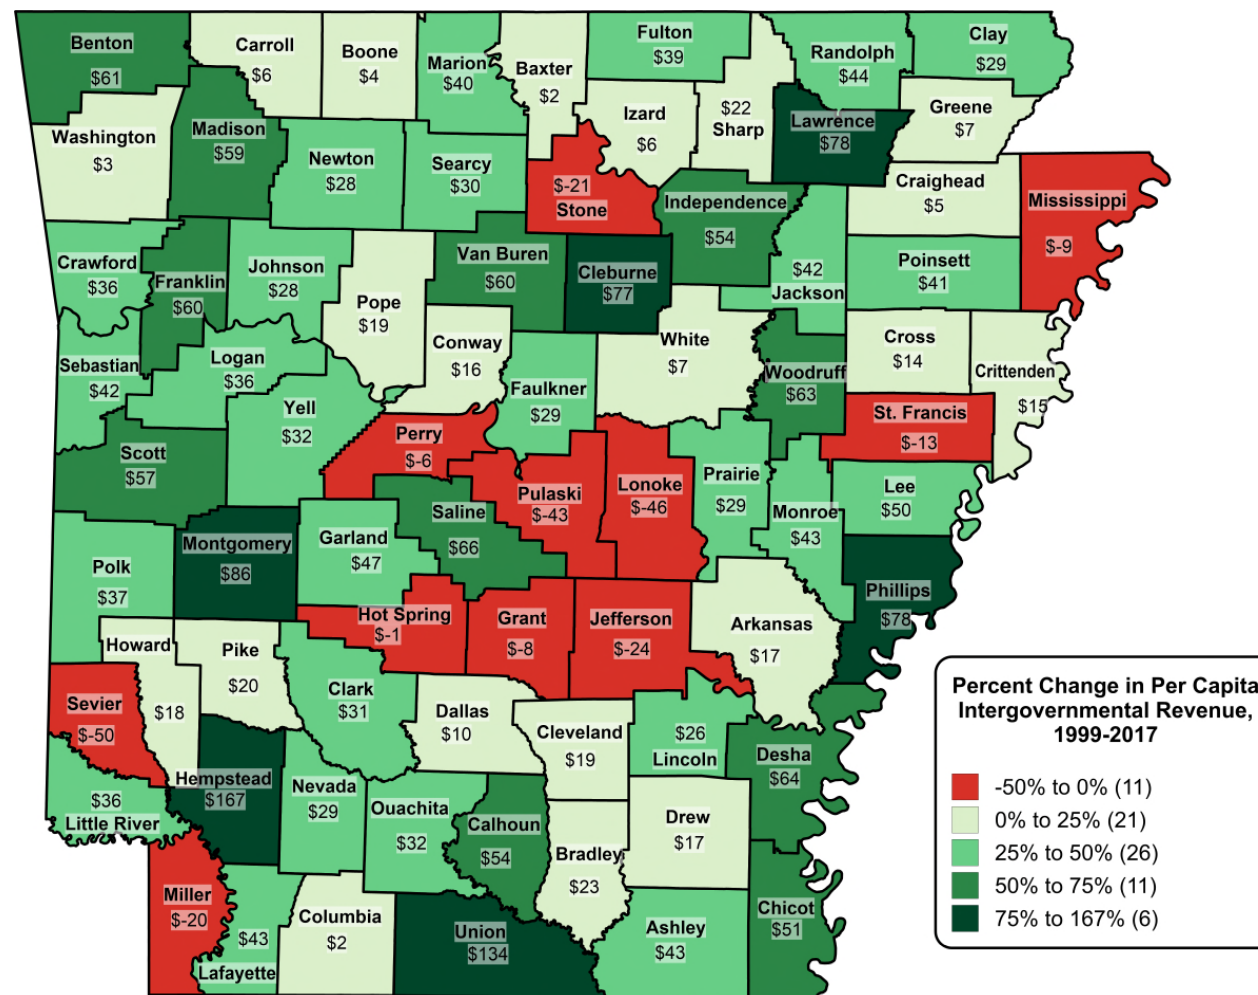 Benton
$61
Carroll
$6
Boone
$4
Marion
$40
Baxter
$2
Fulton
$39
Randolph
$44
Clay
$29
Washington
$3
Madison
$59
Newton
$28
Searcy
$30
$-21
Stone
Izard
$6
$22
Sharp
Lawrence
$78
Greene
$7
Craighead
$5
Mississippi
$-9
Crawford
$36
Franklin
$60
Johnson
$28
Pope
$19
Van Buren
$60
Cleburne
$77
Independence
$54
$42
Jackson
Poinsett
$41
Sebastian
$42
Logan
$36
Conway
$16
Faulkner
$29
White
$7
Woodruff
$63
Cross
$14
Crittenden
$15
Scott
$57
Yell
$32
Perry
$-6
Pulaski
$-43
Lonoke
$-46
Prairie
$29
Monroe
$43
St. Francis
$-13
Lee
$50
Polk
$37
Montgomery
$86
Garland
$47
Saline
$66
Phillips
$78
Howard
$18
Pike
$20
Hot Spring
$-1
Grant
$-8
Jefferson
$-24
Arkansas
$17
Sevier
$-50
Clark
$31
Dallas
$10
Cleveland
$19
$26
Lincoln
Desha
$64
$36
Little River
Hempstead
$167
Nevada
$29
Ouachita
$32
Calhoun
$54
Bradley
$23
Drew
$17
Miller
$-20
$43
Lafayette
Columbia
$2
Union
$134
Ashley
$43
Chicot
$51
Percent Change in Per Capita
Intergovernmental Revenue,
1999-2017
-50% to 0% (11)
0% to 25% (21)
25% to 50% (26)
50% to 75% (11)
75% to 167% (6)